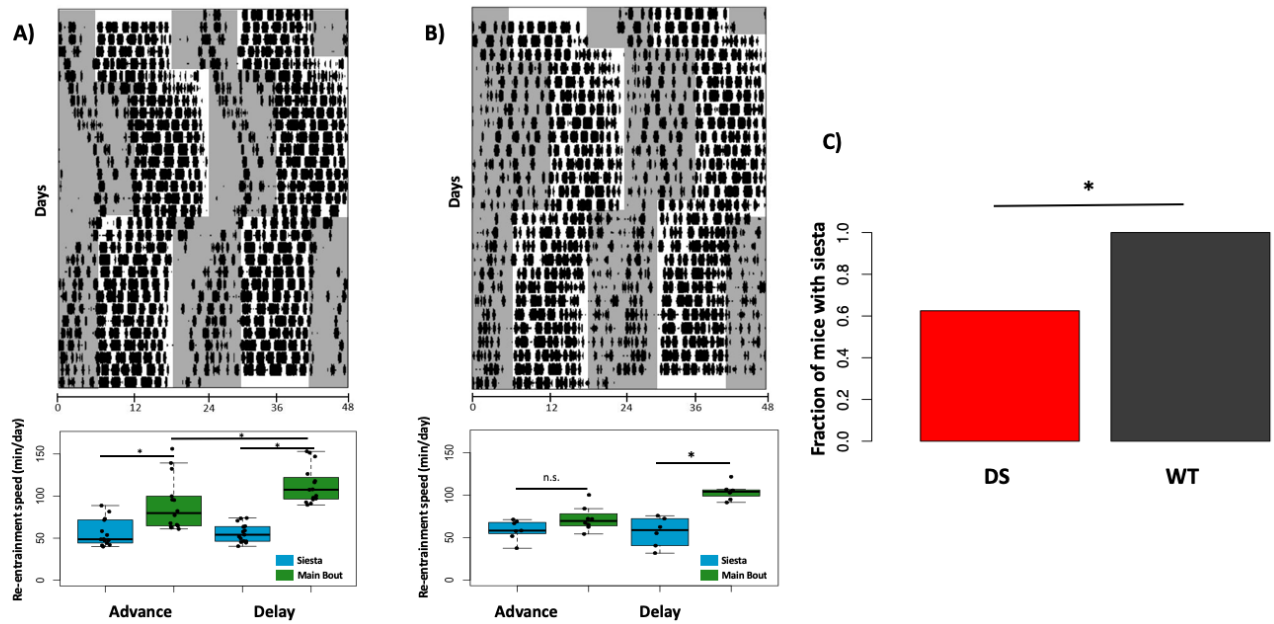 A)
Days
0 12 24 36 48
Re-entrainment speed (min/day)
150
100
50
0
*
*
*
Siesta
Main Bout
Advance Delay
B)
Days
0 12 24 36 48
Re-entrainment speed (min/day)
150
100
50
0
n.s.
*
Siesta
Main Bout
Advance Delay
C)
*
Fraction of mice with siesta
1.0
0.8
0.6
0.4
0.2
0.0
DS WT